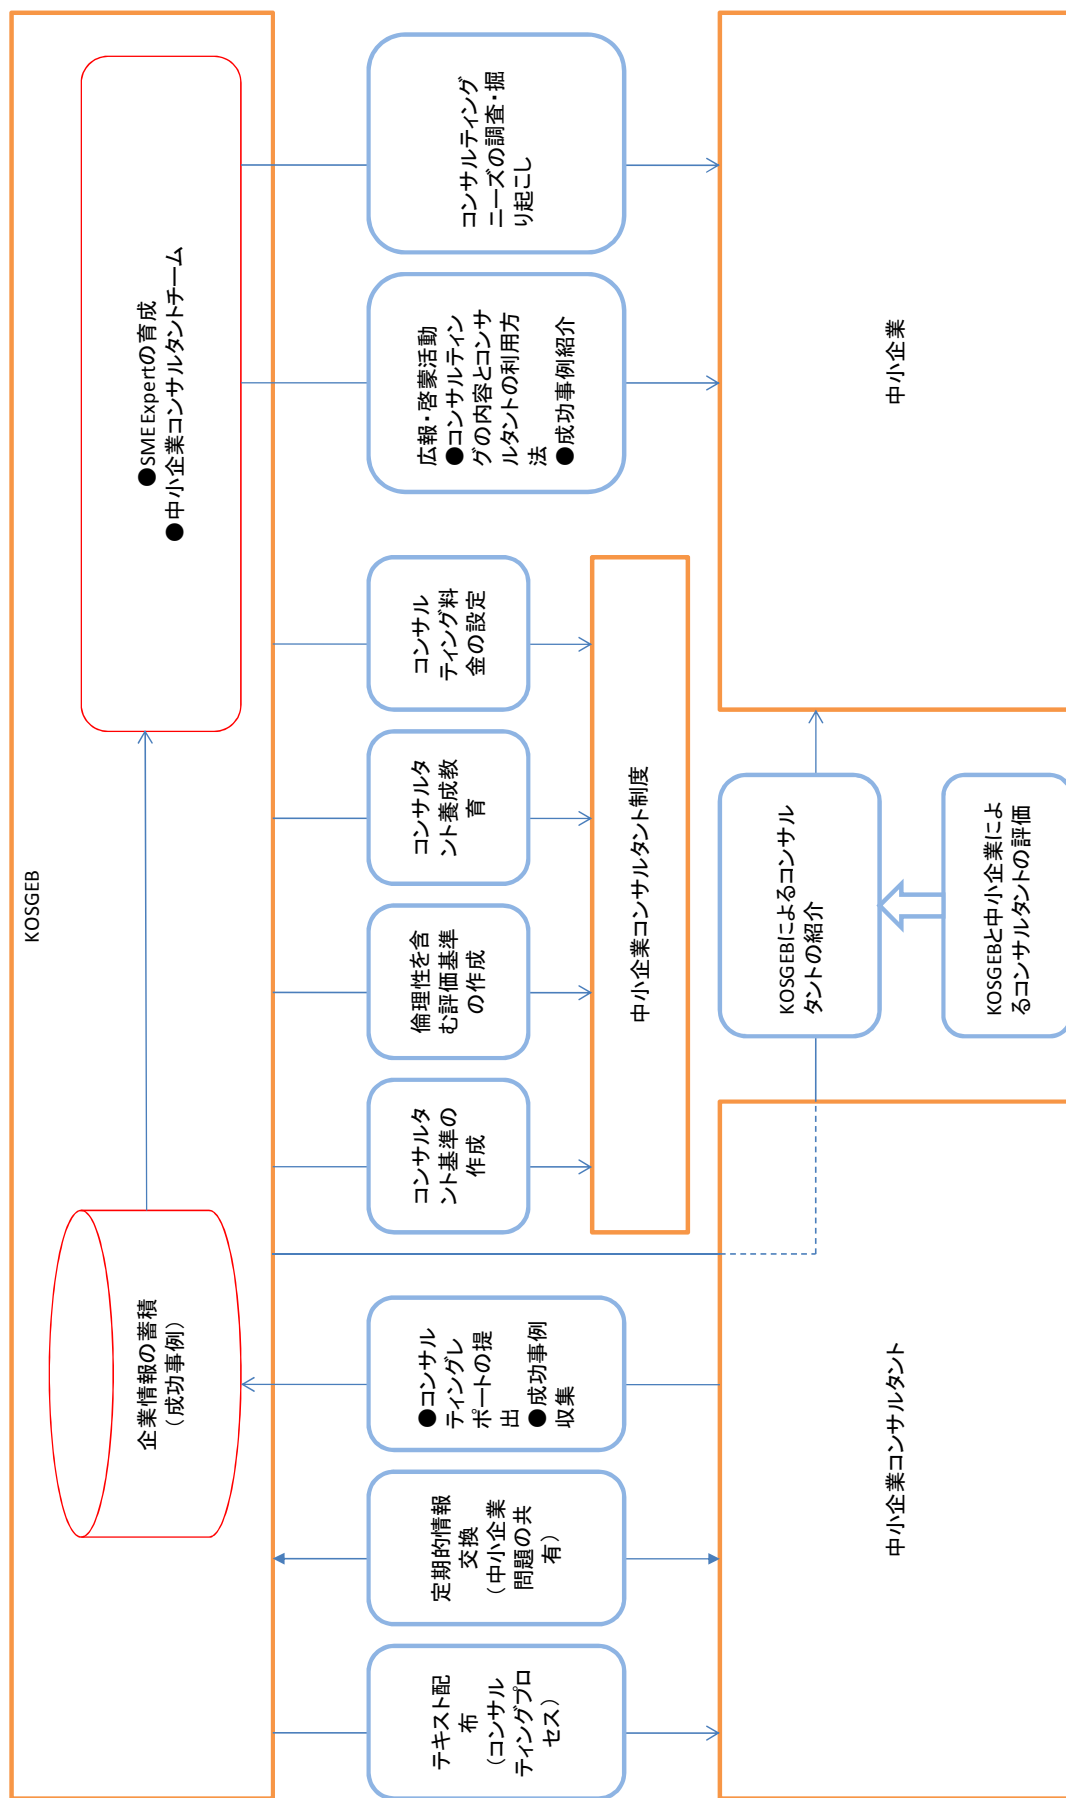 KOSGEB
企業情報の蓄積
（成功事例）
●SME Expertの育成
●中小企業コンサルタントチーム
テキスト配
布
（コンサル
ティングプロ
セス）
定期的情報
交換
（中小企業
問題の共
有）
●コンサル
ティングレ
ポートの提
出
●成功事例
収集
コンサルタ
ント基準の
作成
倫理性を含
む評価基準
の作成
コンサルタ
ント養成教
育
コンサル
ティング料
金の設定
広報・啓蒙活動
●コンサルティン
グの内容とコンサ
ルタントの利用方
法
●成功事例紹介
コンサルティング
ニーズの調査・掘
り起こし
中小企業コンサルタント制度
中小企業コンサルタント
KOSGEBによるコンサル
タントの紹介
KOSGEBと中小企業によ
るコンサルタントの評価
中小企業